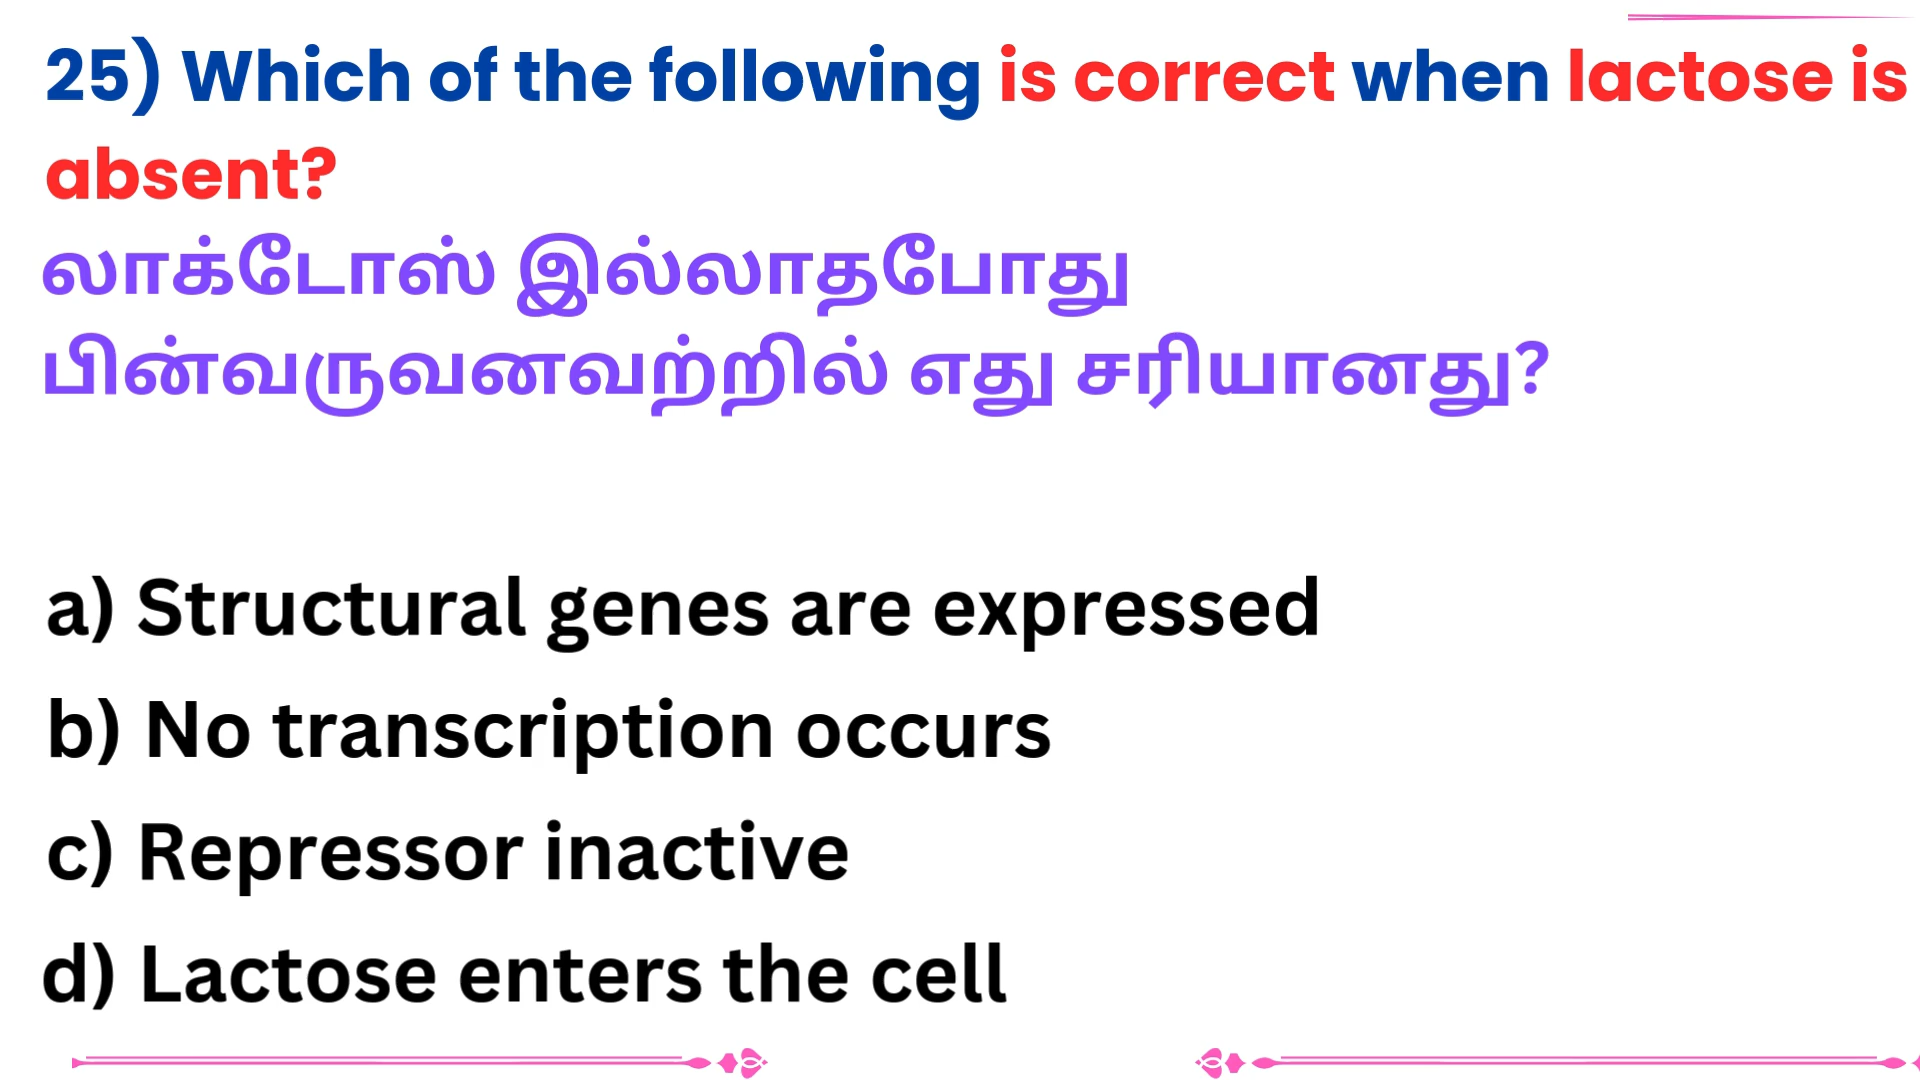 25) Which of the following is correct when lactose is
absent?
லாக்டோஸ் இல்லாதபோது
பின்வருவனவற்றில் எது சரியானது?
a) Structural genes are expressed
b) No transcription occurs
c) Repressor inactive
d) Lactose enters the cell